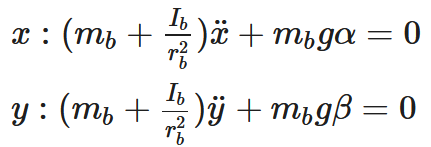 x : (m_b + \frac{I_b}{r_b^2})\ddot{x} + m_b g\alpha = 0
y : (m_b + \frac{I_b}{r_b^2})\ddot{y} + m_b g\beta = 0